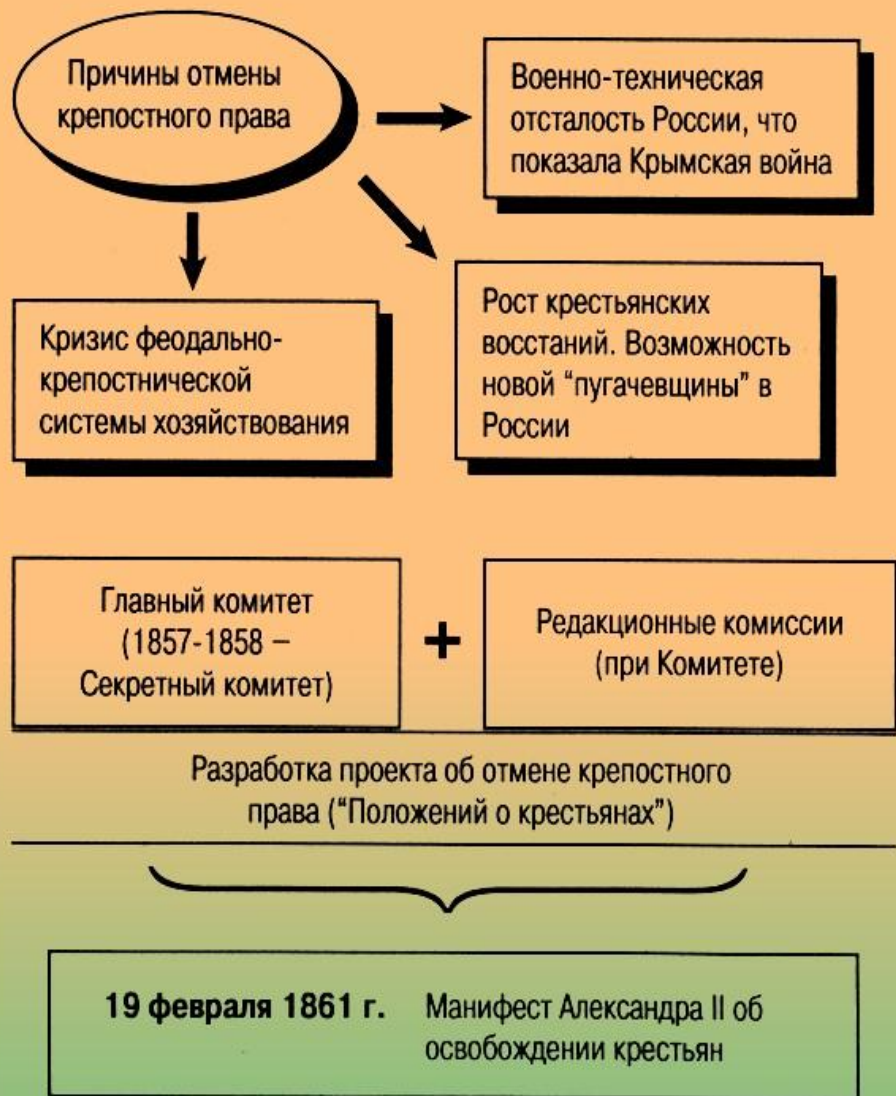 Причины отмены
крепостного права
Военно-техническая
отсталость России, что
показала Крымская война
Кризис феодально-
крепостнической
системы хозяйствования
Рост крестьянских
восстаний. Возможность
новой "пугачевщины" в
России
Главный комитет
(1857-1858 –
Секретный комитет)
+
Редакционные комиссии
(при Комитете)
Разработка проекта об отмене крепостного
права ("Положений о крестьянах")
19 февраля 1861 г. Манифест Александра II об
освобождении крестьян